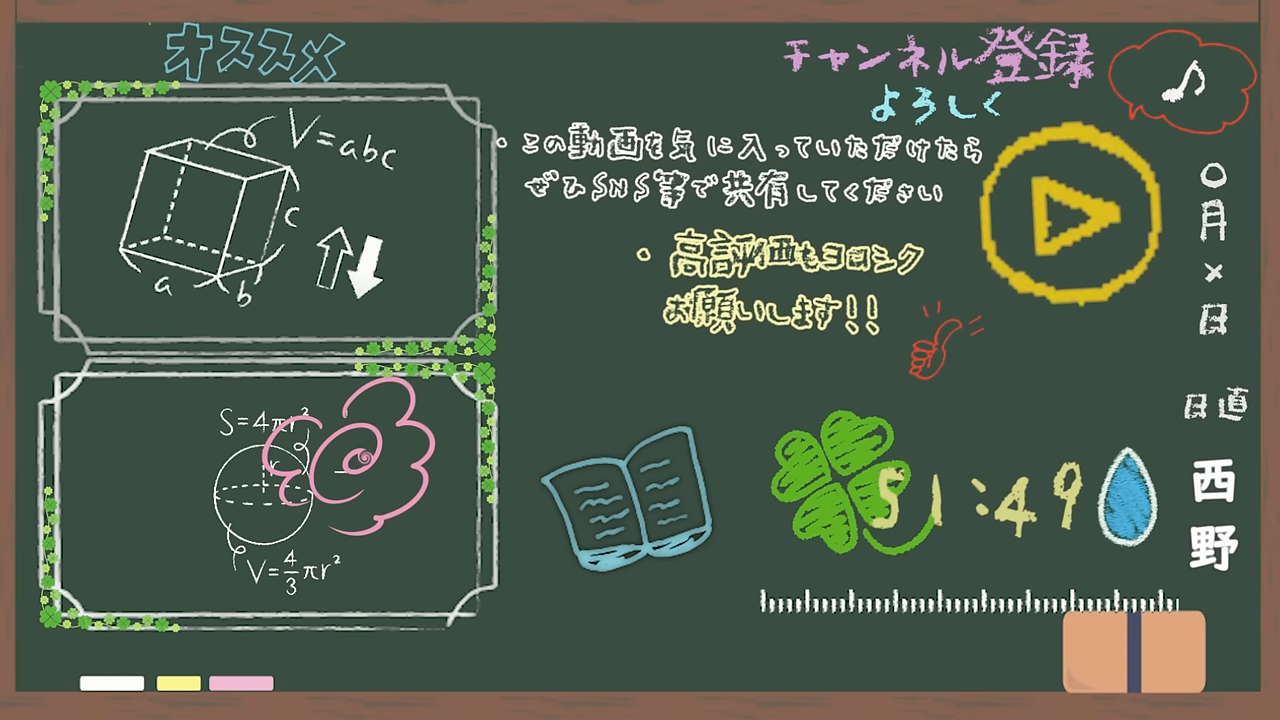 オススメ
V=abc
c
a
b
S=4πr²
r
V=4/3 πr²
チャンネル登録
よろしく
・この動画を気に入っていただけたら
ぜひSNS等で共有してください
・高評価もヨロシク
お願いします!!
51:49
〇月×日
日直
西野